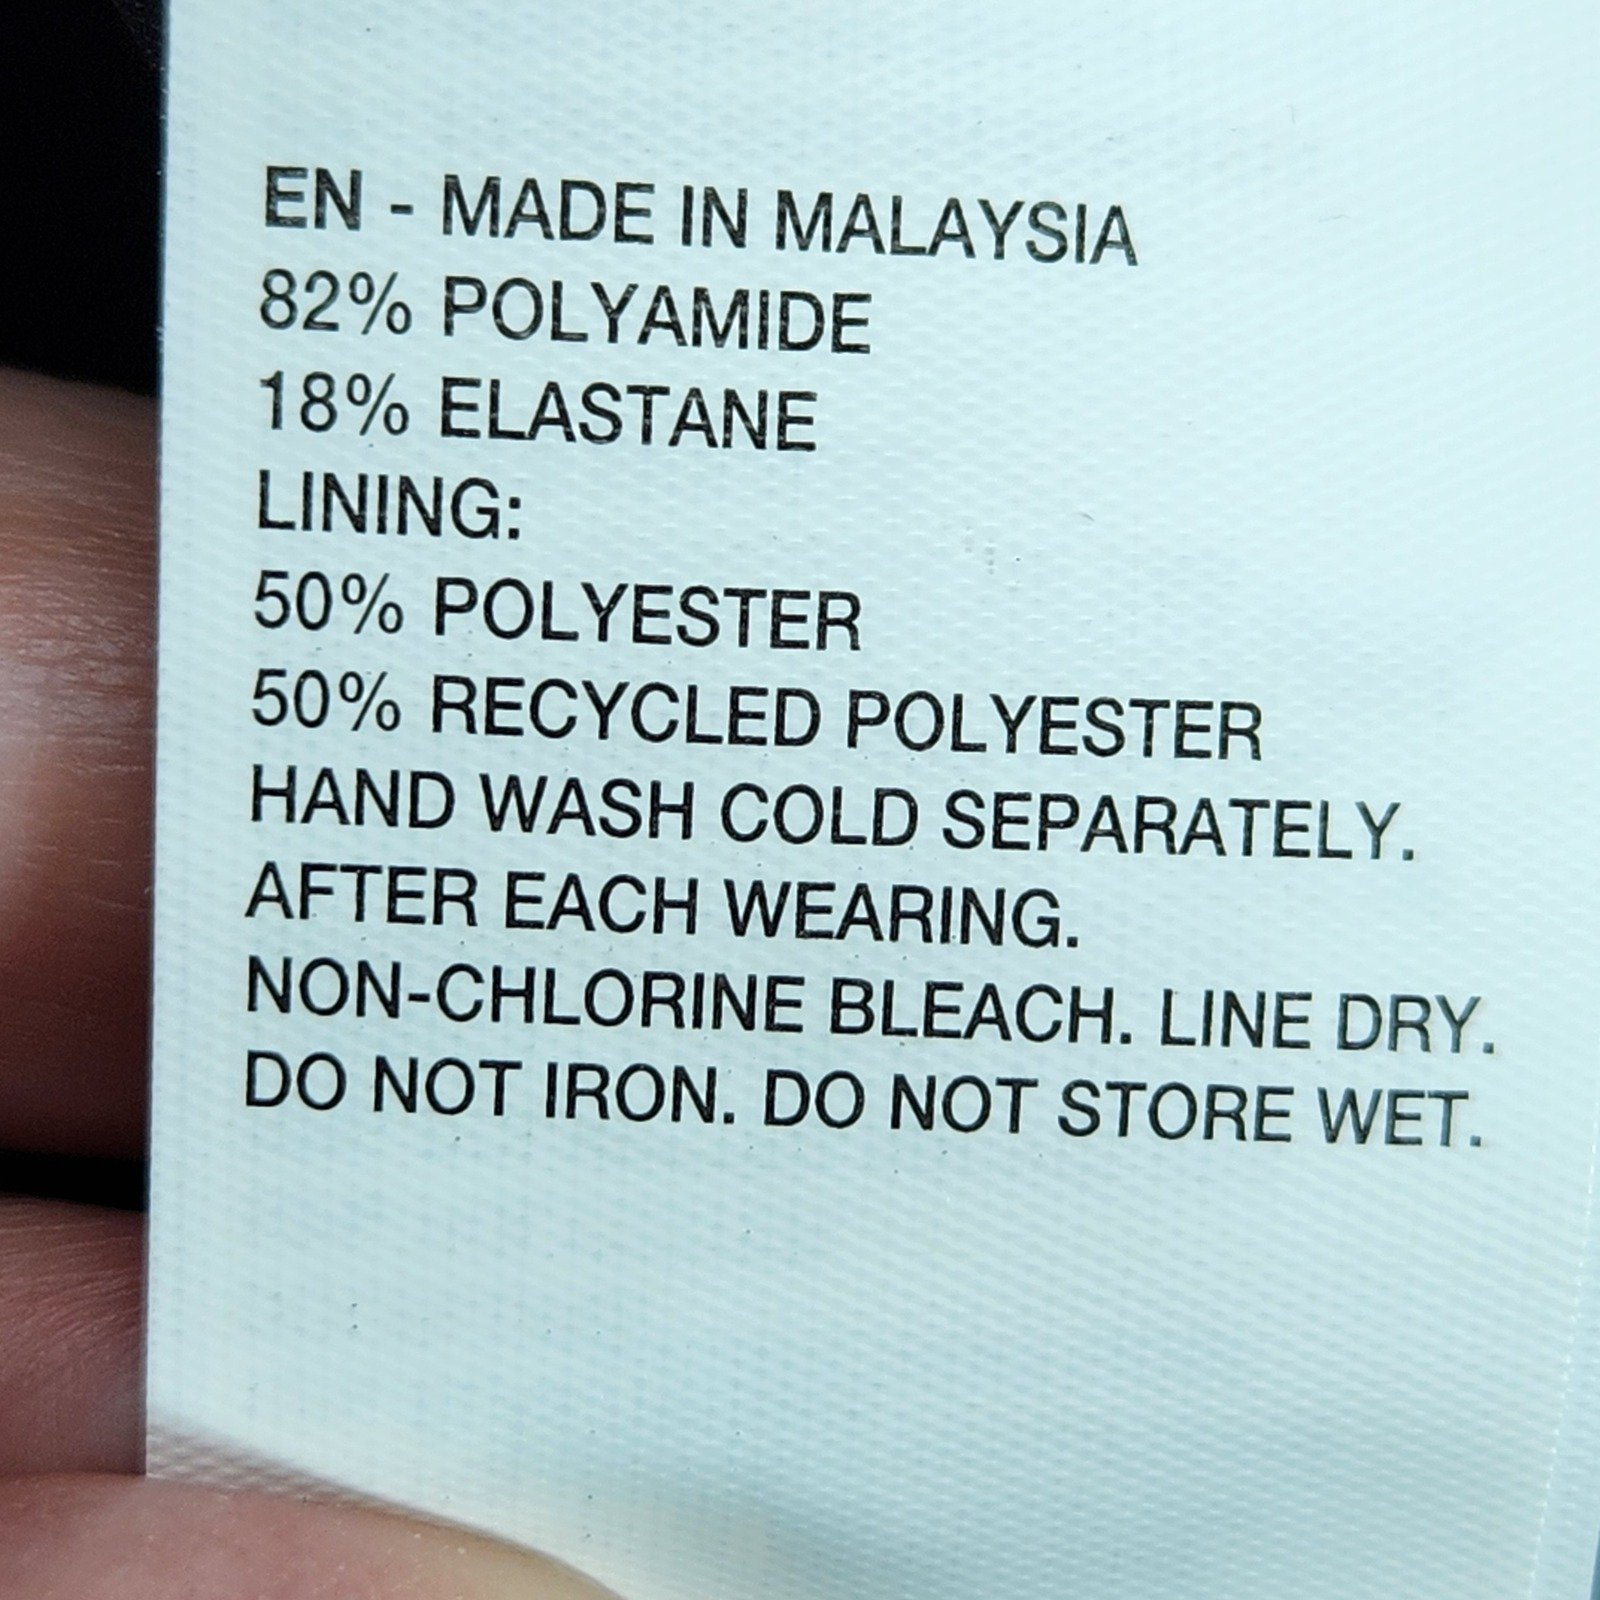 EN - MADE IN MALAYSIA
82% POLYAMIDE
18% ELASTANE
LINING:
50% POLYESTER
50% RECYCLED POLYESTER
HAND WASH COLD SEPARATELY.
AFTER EACH WEARING.
NON-CHLORINE BLEACH. LINE DRY.
DO NOT IRON. DO NOT STORE WET.